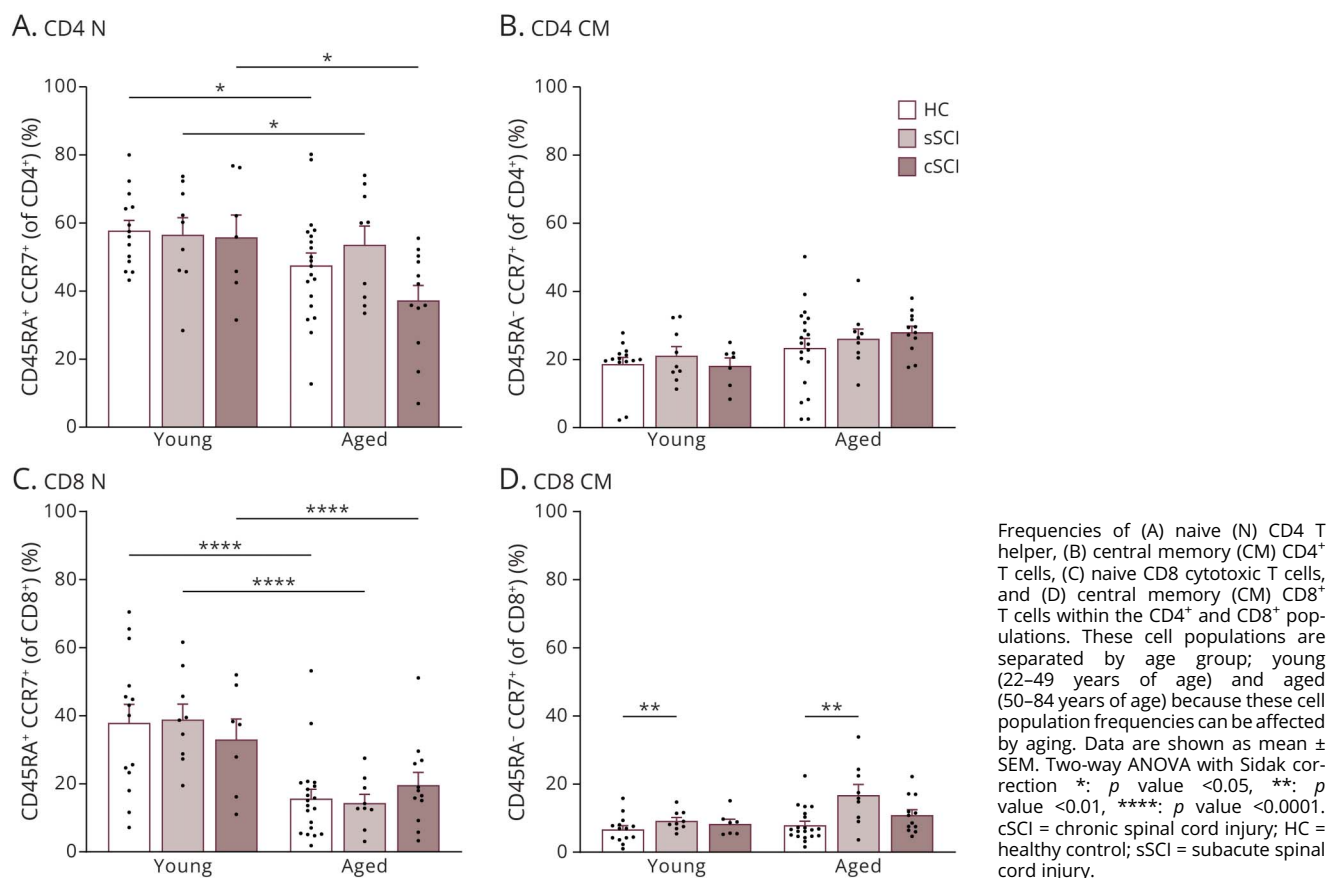 A. CD4 N
CD45RA⁺ CCR7⁺ (of CD4⁺) (%)
100
80
60
40
20
0
*
*
*
Young
Aged
B. CD4 CM
CD45RA⁻ CCR7⁺ (of CD4⁺) (%)
100
80
60
40
20
0
Young
Aged
HC
sSCI
cSCI
C. CD8 N
CD45RA⁺ CCR7⁺ (of CD8⁺) (%)
100
80
60
40
20
0
****
****
****
Young
Aged
D. CD8 CM
CD45RA⁻ CCR7⁺ (of CD8⁺) (%)
100
80
60
40
20
0
**
**
Young
Aged
Frequencies of (A) naive (N) CD4 T
helper, (B) central memory (CM) CD4⁺
T cells, (C) naive CD8 cytotoxic T cells,
and (D) central memory (CM) CD8⁺
T cells within the CD4⁺ and CD8⁺ pop-
ulations. These cell populations are
separated by age group; young
(22–49 years of age) and aged
(50–84 years of age) because these cell
population frequencies can be affected
by aging. Data are shown as mean ±
SEM. Two-way ANOVA with Sidak cor-
rection *: p value <0.05, **: p
value <0.01, ****: p value <0.0001.
cSCI = chronic spinal cord injury; HC =
healthy control; sSCI = subacute spinal
cord injury.